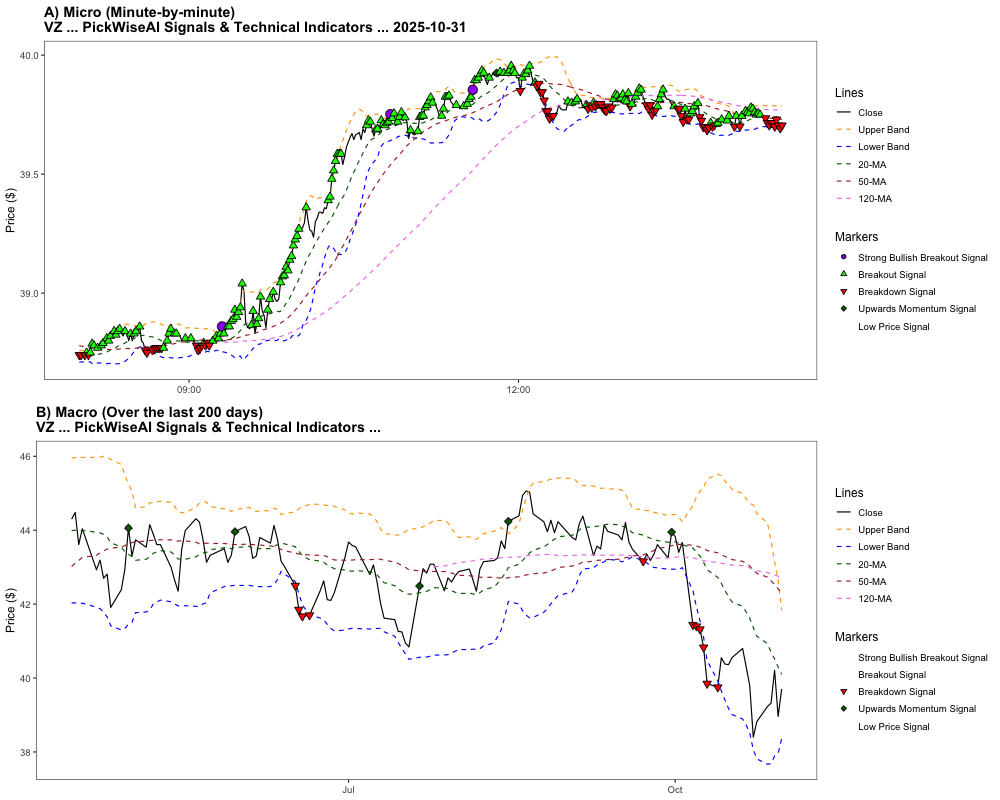 A) Micro (Minute-by-minute)
VZ ... PickWiseAI Signals & Technical Indicators ... 2025-10-31
40.0
39.5
39.0
Price ($)
09:00
12:00
Lines
Close
Upper Band
Lower Band
20-MA
50-MA
120-MA
Markers
Strong Bullish Breakout Signal
Breakout Signal
Breakdown Signal
Upwards Momentum Signal
Low Price Signal
B) Macro (Over the last 200 days)
VZ ... PickWiseAI Signals & Technical Indicators ...
46
44
42
40
38
Price ($)
Jul
Oct
Lines
Close
Upper Band
Lower Band
20-MA
50-MA
120-MA
Markers
Strong Bullish Breakout Signal
Breakout Signal
Breakdown Signal
Upwards Momentum Signal
Low Price Signal